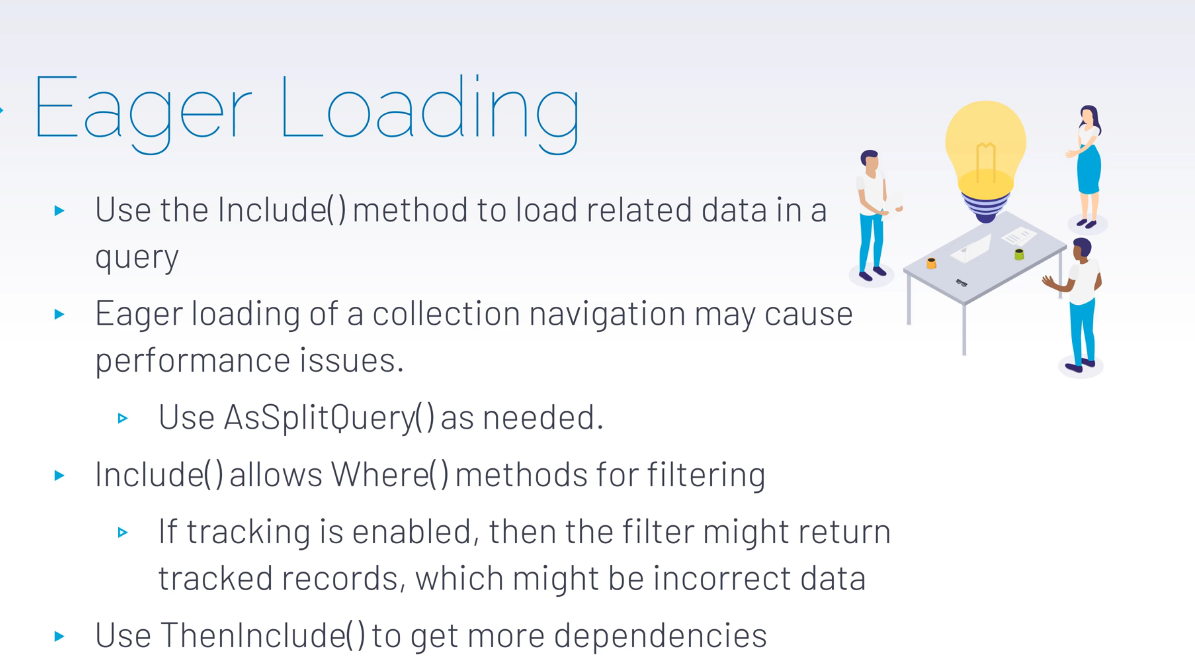 Eager Loading
Use the Include() method to load related data in a
query
Eager loading of a collection navigation may cause
performance issues.
Use AsSplitQuery() as needed.
Include() allows Where() methods for filtering
If tracking is enabled, then the filter might return
tracked records, which might be incorrect data
Use ThenInclude() to get more dependencies